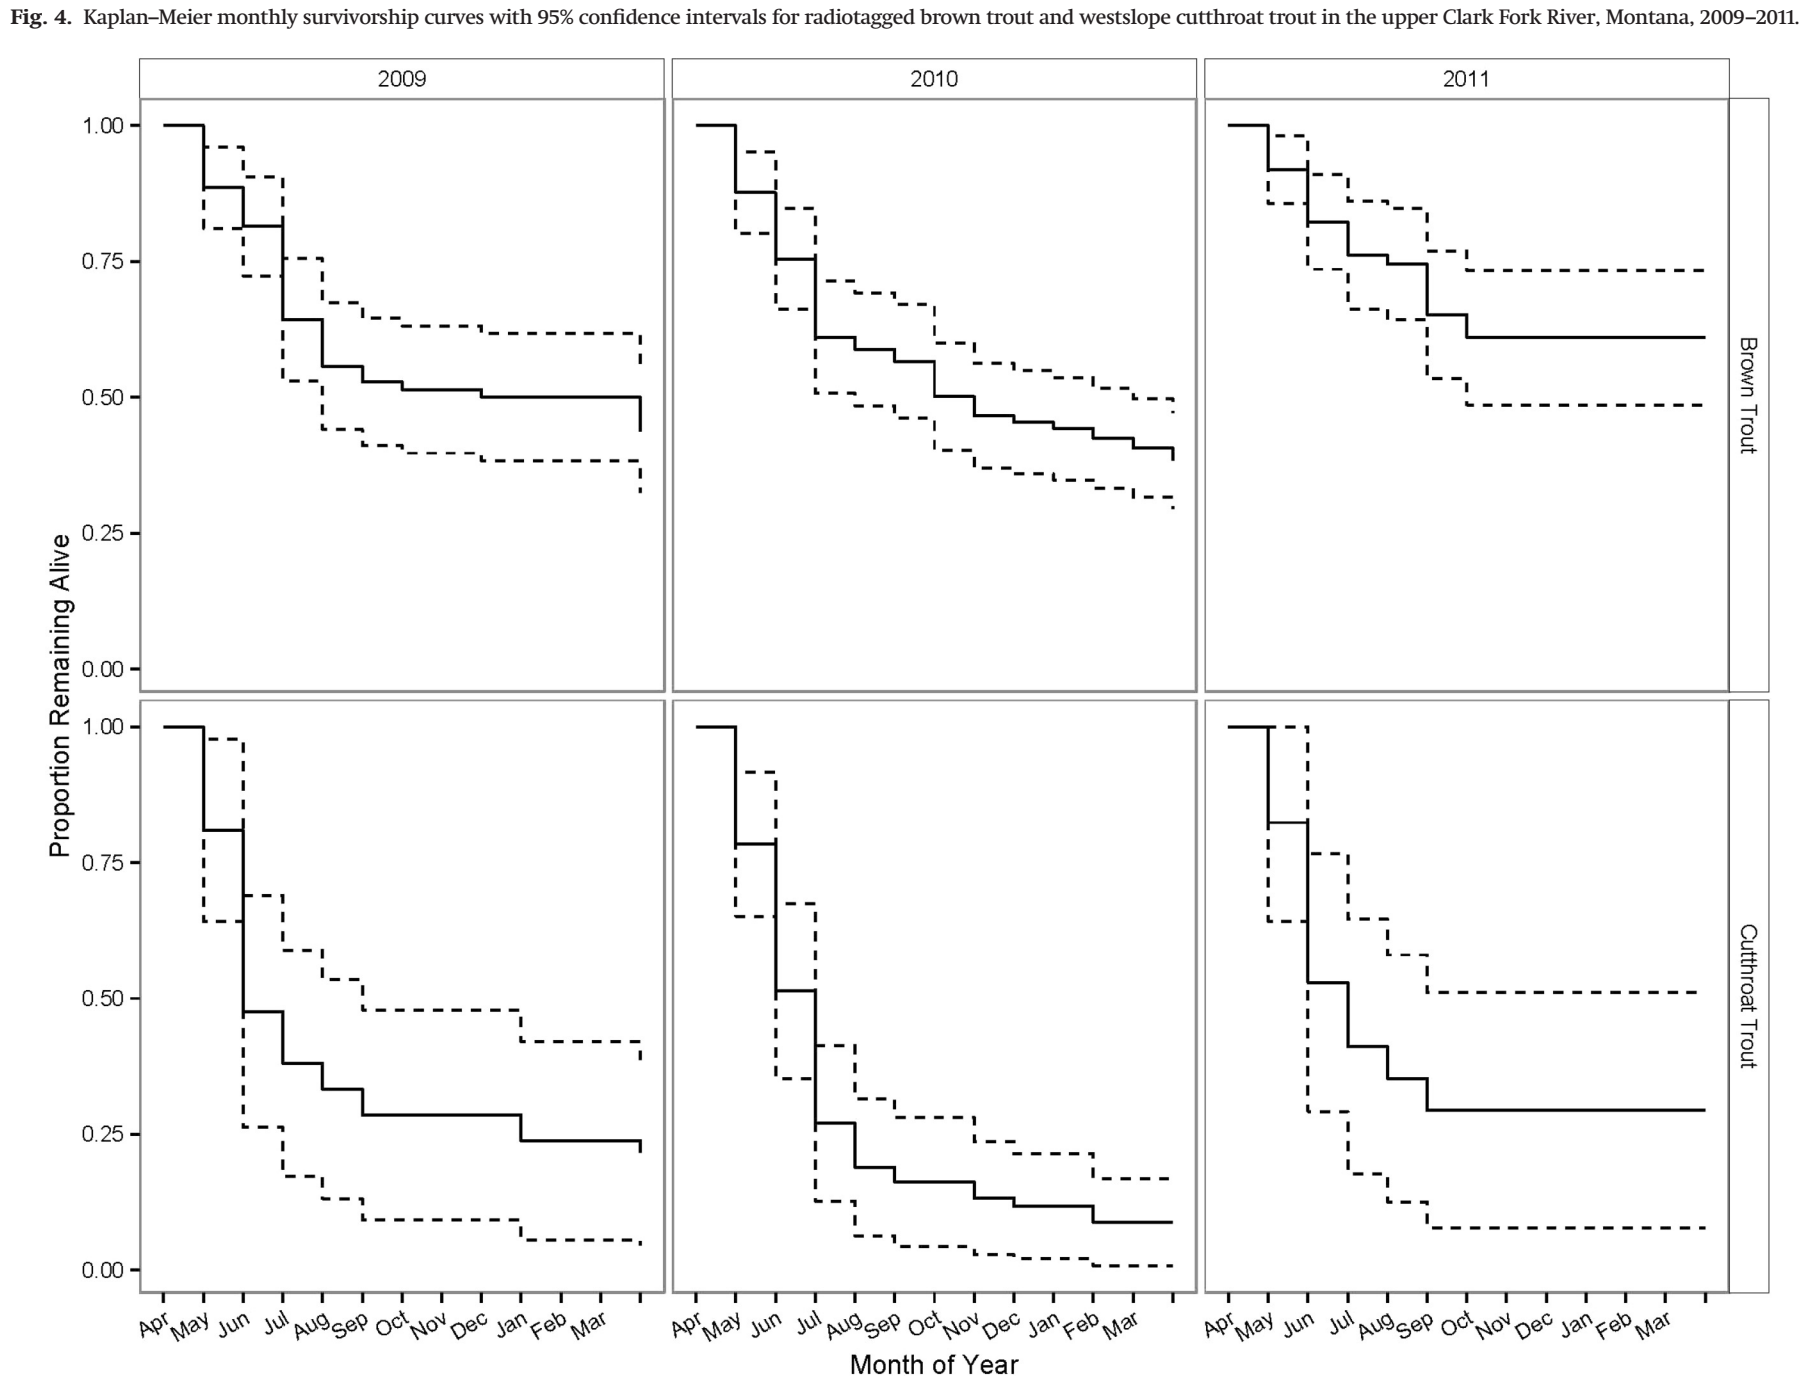 Fig. 4. Kaplan–Meier monthly survivorship curves with 95% confidence intervals for radiotagged brown trout and westslope cutthroat trout in the upper Clark Fork River, Montana, 2009–2011.
2009 2010 2011
1.00
0.75
0.50
0.25
0.00
Brown Trout
Proportion Remaining Alive
1.00
0.75
0.50
0.25
0.00
Cutthroat Trout
Apr May Jun Jul Aug Sep Oct Nov Dec Jan Feb Mar Apr May Jun Jul Aug Sep Oct Nov Dec Jan Feb Mar Apr May Jun Jul Aug Sep Oct Nov Dec Jan Feb Mar
Month of Year